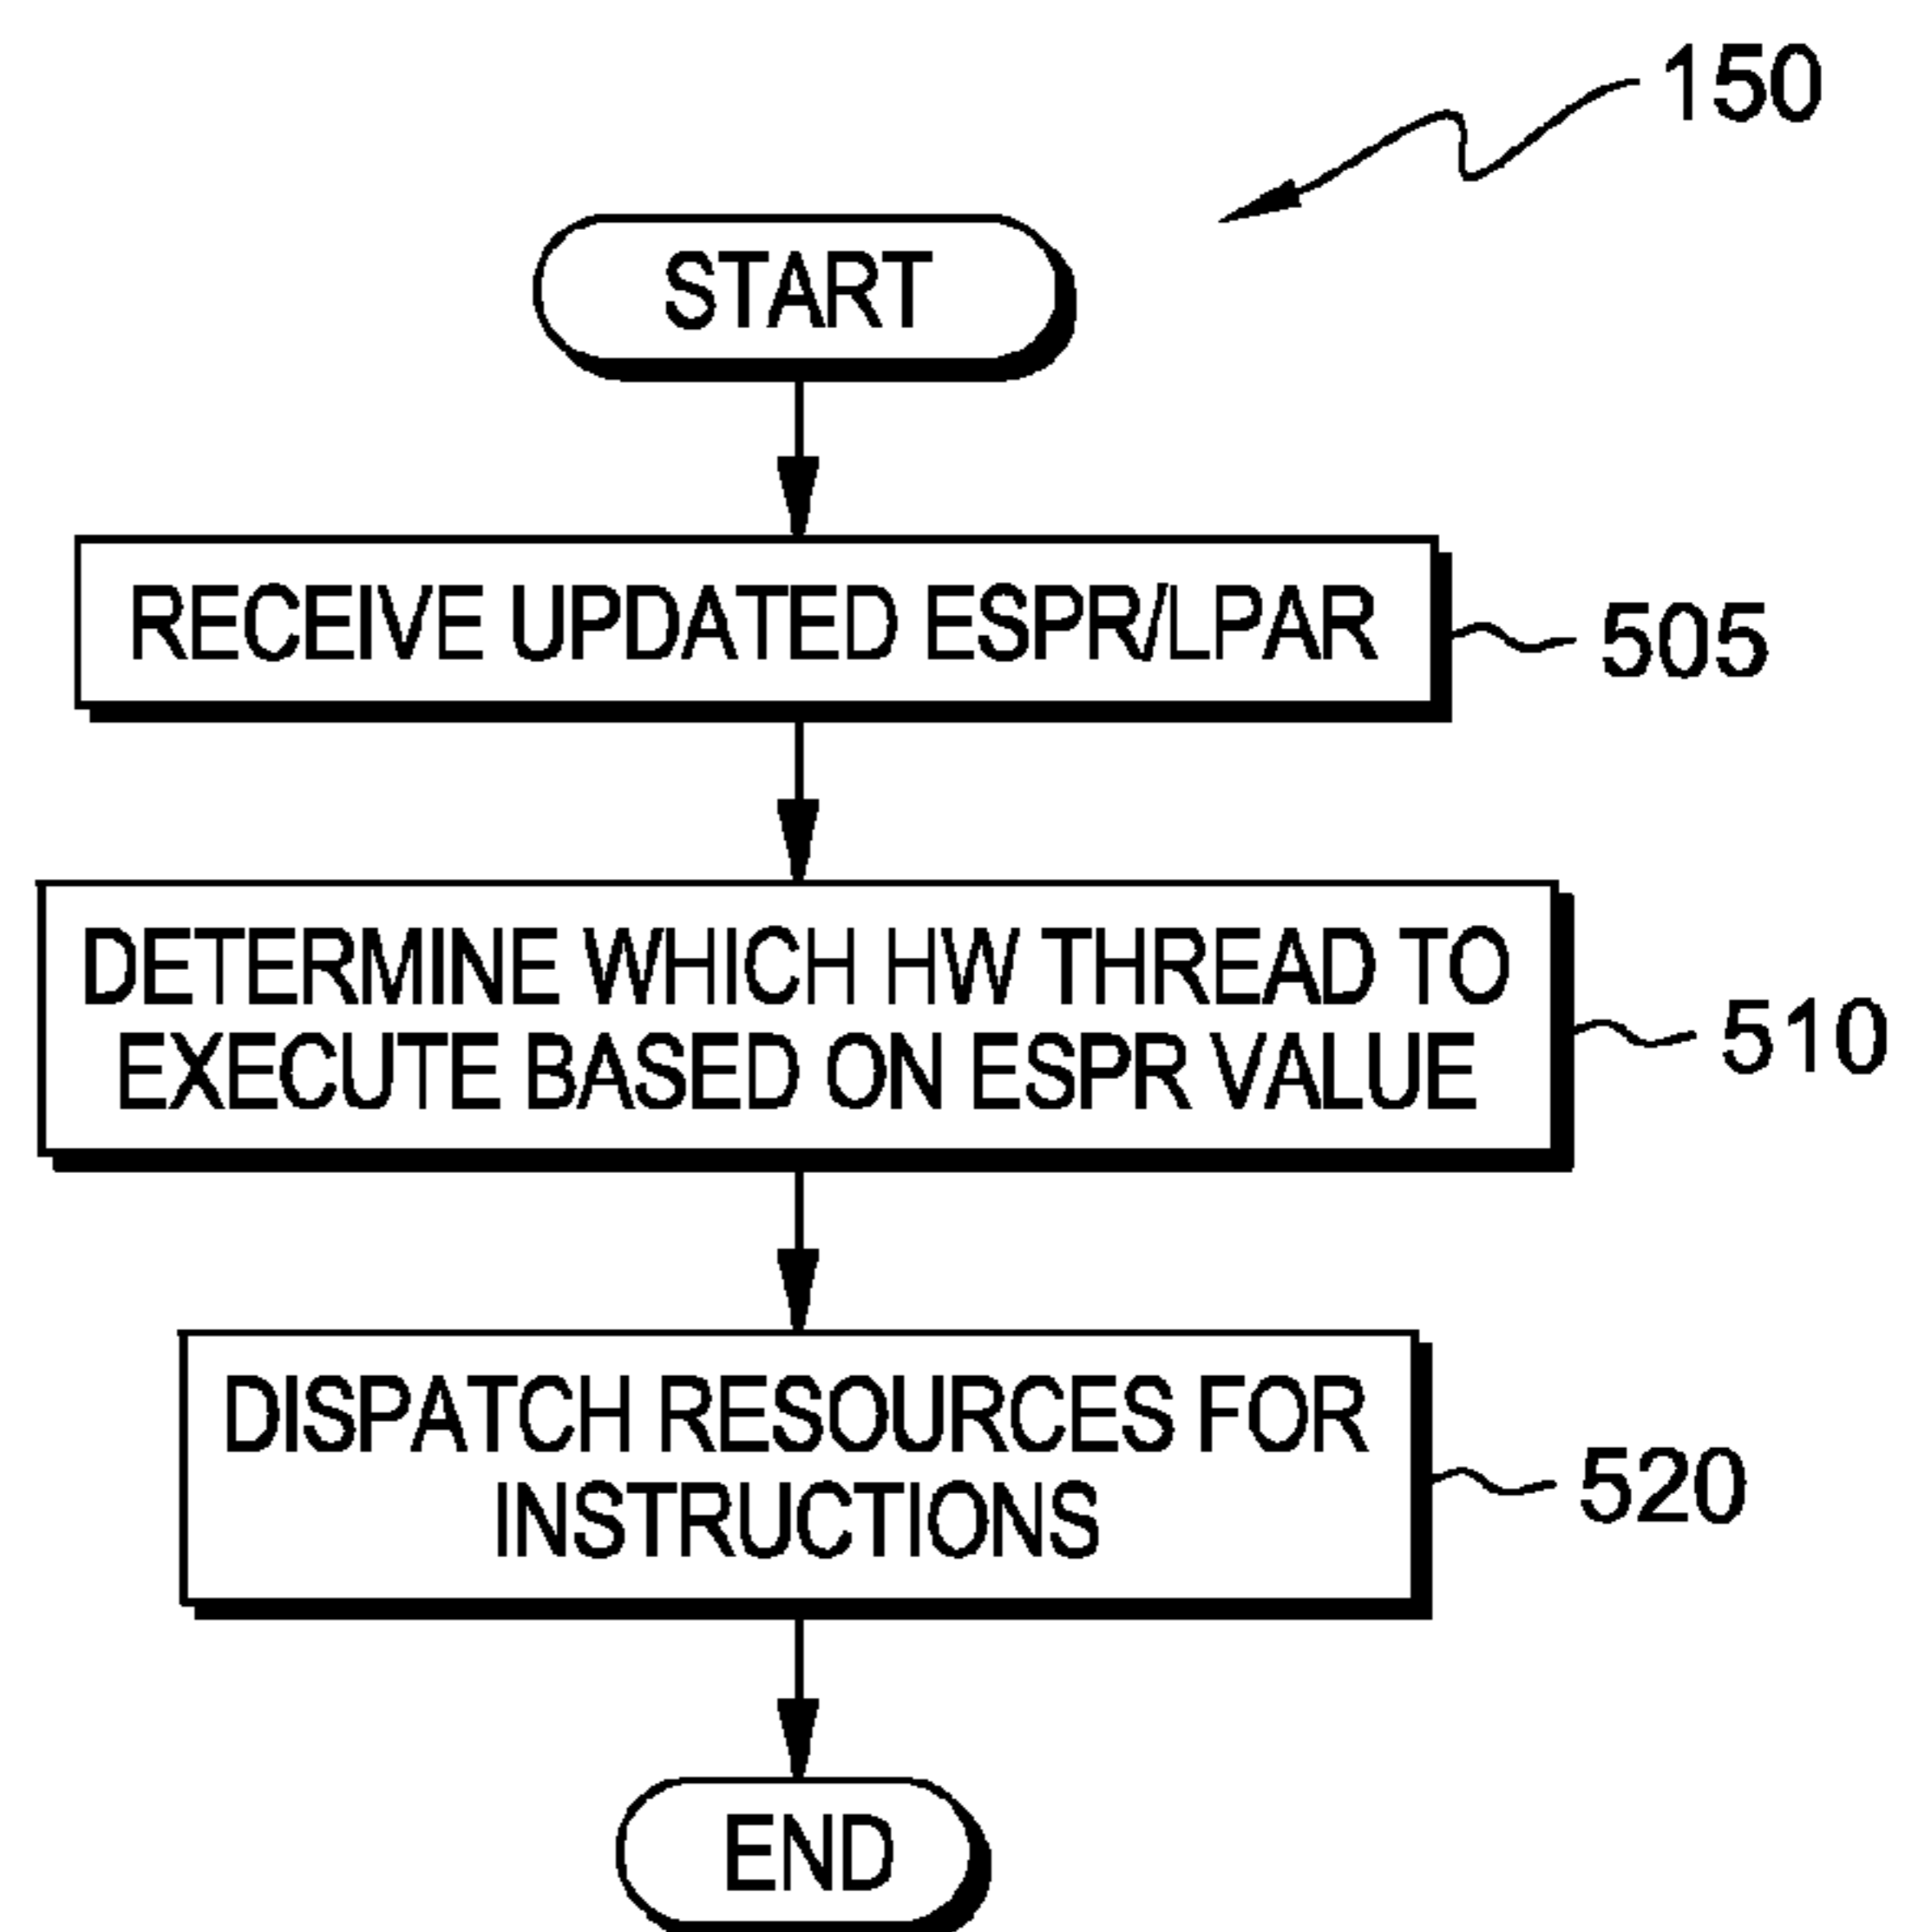 150
START
RECEIVE UPDATED ESPR/LPAR
505
DETERMINE WHICH HW THREAD TO
EXECUTE BASED ON ESPR VALUE
510
DISPATCH RESOURCES FOR
INSTRUCTIONS
520
END